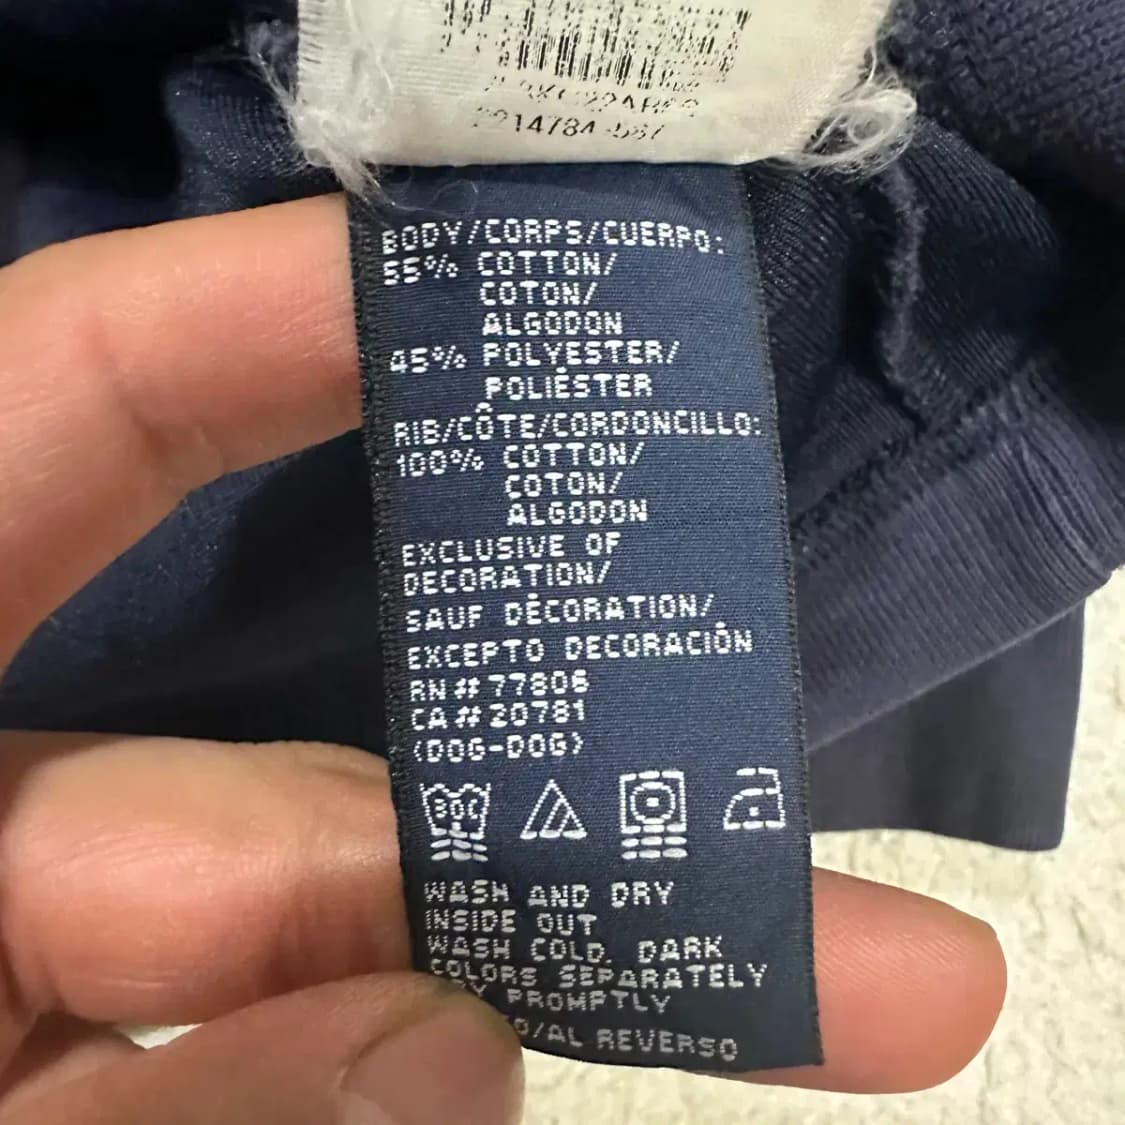 BODY/CORPS/CUERPO:
55% COTTON/
COTON/
ALGODON
45% POLYESTER/
POLIÉSTER
RIB/CÔTE/CORDONCILLO:
100% COTTON/
COTON/
ALGODON
EXCLUSIVE OF
DECORATION/
SAUF DÉCORATION/
EXCEPTO DECORACIÓN
RN# 77806
CA# 20781
(DOG-DOG)
30C
WASH AND DRY
INSIDE OUT
WASH COLD. DARK
COLORS SEPARATELY
PROMPTLY
/AL REVERSO